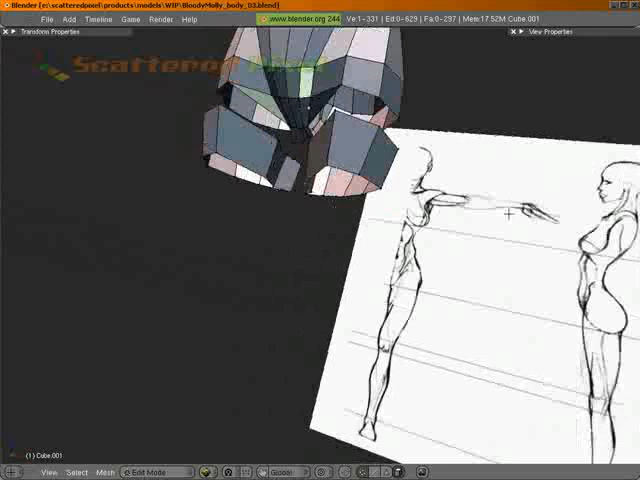 Blender [e:\scatteredpixel\products\models\WIP\BloodyMolly_body_03.blend]
File Add Timeline Game Render Help www.blender.org 244 Ve:1-331 | Ed:0-629 | Fa:0-297 | Mem:17.52M Cube.001
Transform Properties View Properties
Scattered Pixel
(1) Cube.001
View Select Mesh Edit Mode Global